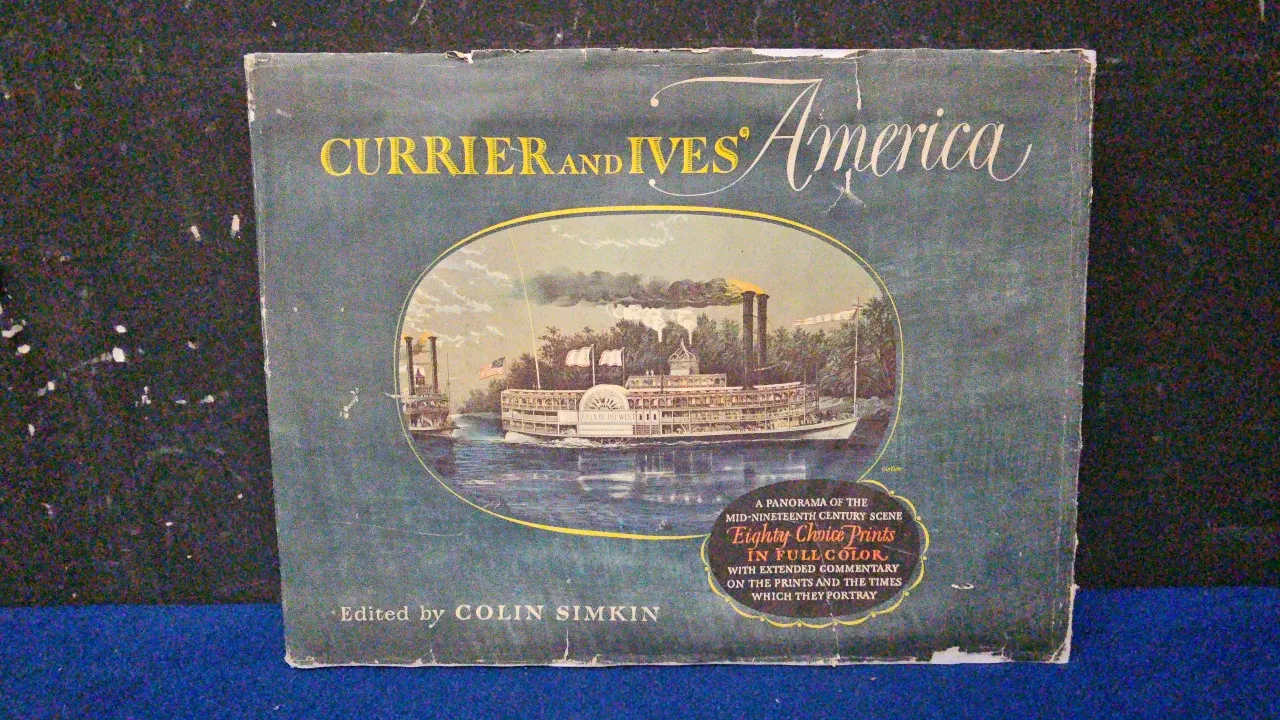 CURRIER AND IVES' America
A PANORAMA OF THE
MID-NINETEENTH CENTURY SCENE
Eighty Choice Prints
IN FULL COLOR
WITH EXTENDED COMMENTARY
ON THE PRINTS AND THE TIMES
WHICH THEY PORTRAY
Edited by COLIN SIMKIN